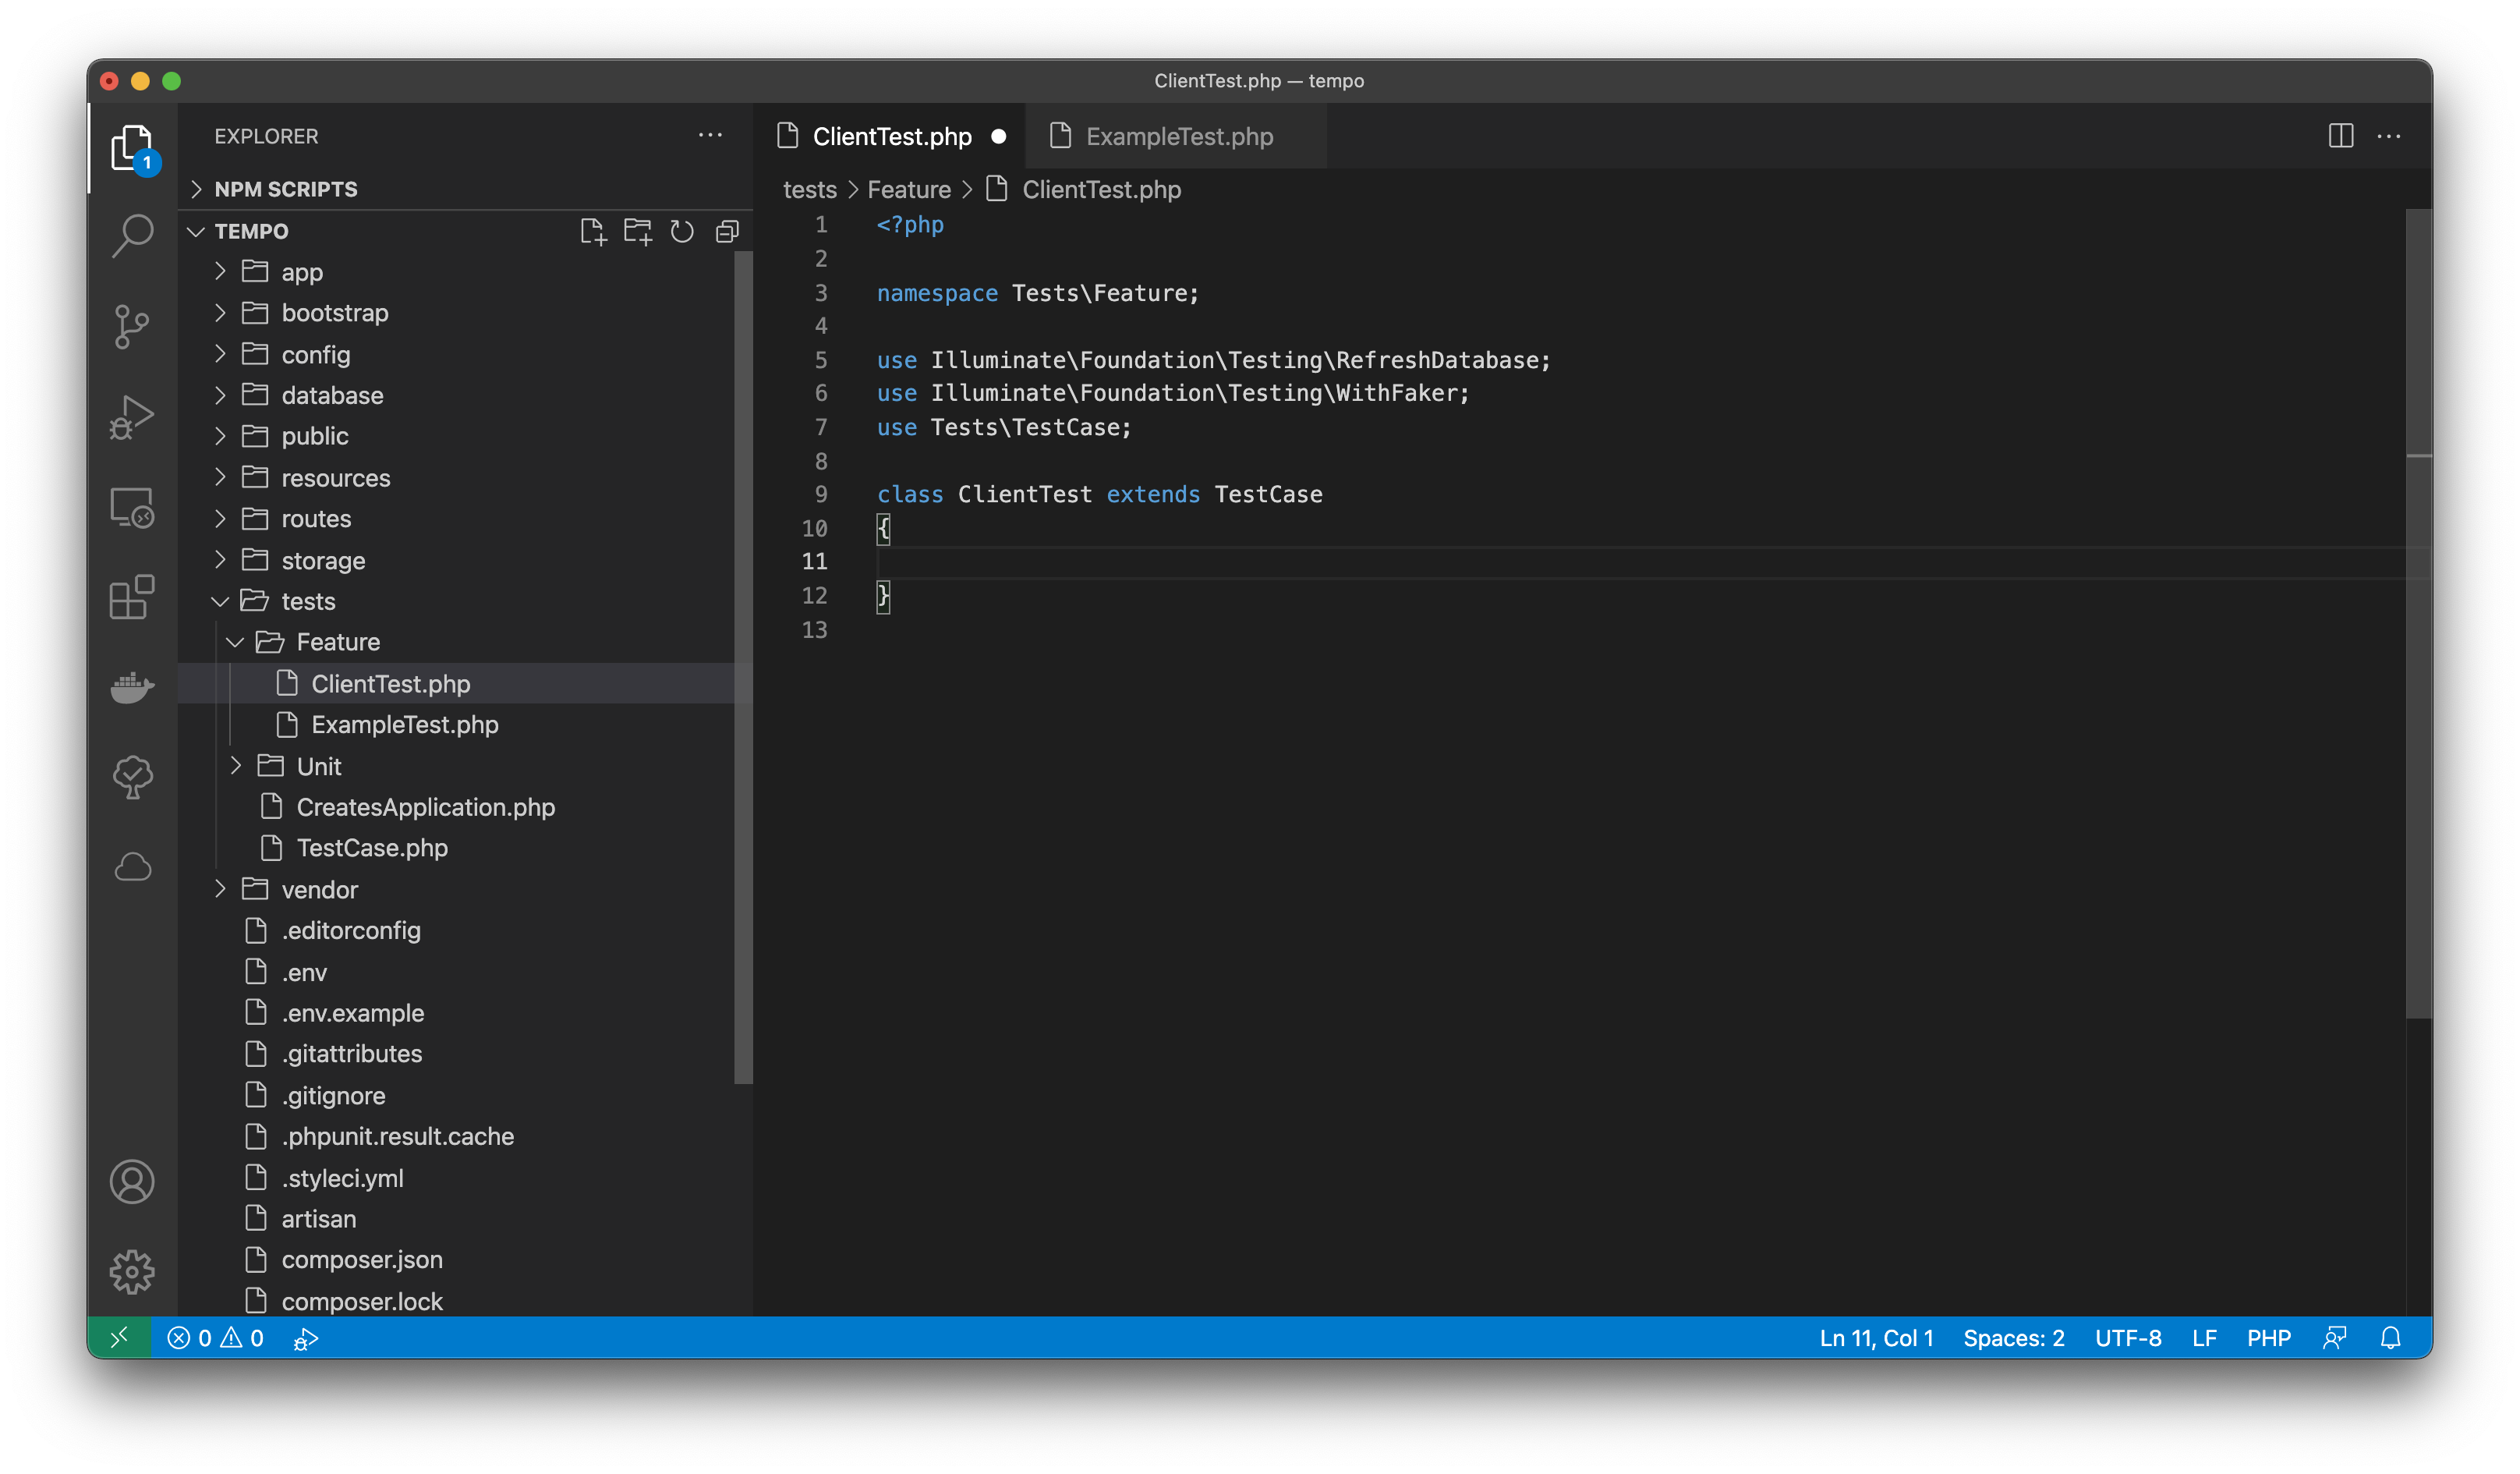 ClientTest.php — tempo
EXPLORER
1
NPM SCRIPTS
TEMPO
app
bootstrap
config
database
public
resources
routes
storage
tests
Feature
ClientTest.php
ExampleTest.php
Unit
CreatesApplication.php
TestCase.php
vendor
.editorconfig
.env
.env.example
.gitattributes
.gitignore
.phpunit.result.cache
.styleci.yml
artisan
composer.json
composer.lock
ClientTest.php ExampleTest.php
tests > Feature > ClientTest.php
1 <?php
2
3 namespace Tests\Feature;
4
5 use Illuminate\Foundation\Testing\RefreshDatabase;
6 use Illuminate\Foundation\Testing\WithFaker;
7 use Tests\TestCase;
8
9 class ClientTest extends TestCase
10 {
11
12 }
13
0 0 Ln 11, Col 1 Spaces: 2 UTF-8 LF PHP